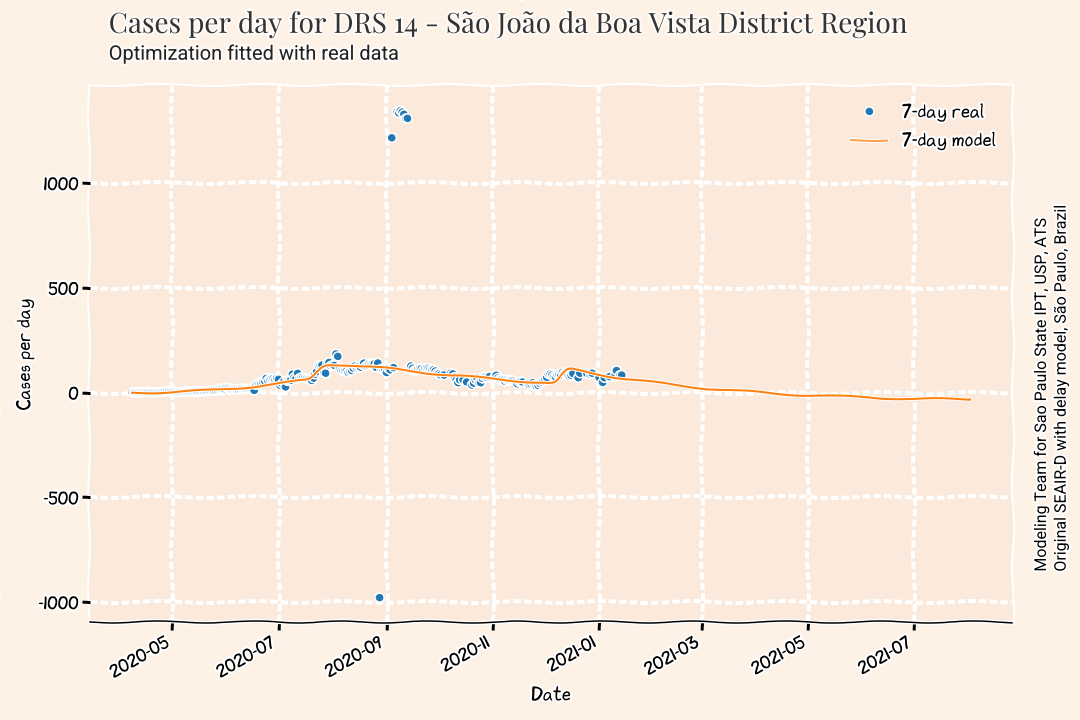 Cases per day for DRS 14 - São João da Boa Vista District Region
Optimization fitted with real data
7-day real
7-day model
1000
500
0
-500
-1000
Cases per day
2020-05
2020-07
2020-09
2020-11
2021-01
2021-03
2021-05
2021-07
Date
Modeling Team for Sao Paulo State IPT, USP, ATS
Original SEAIR-D with delay model, São Paulo, Brazil